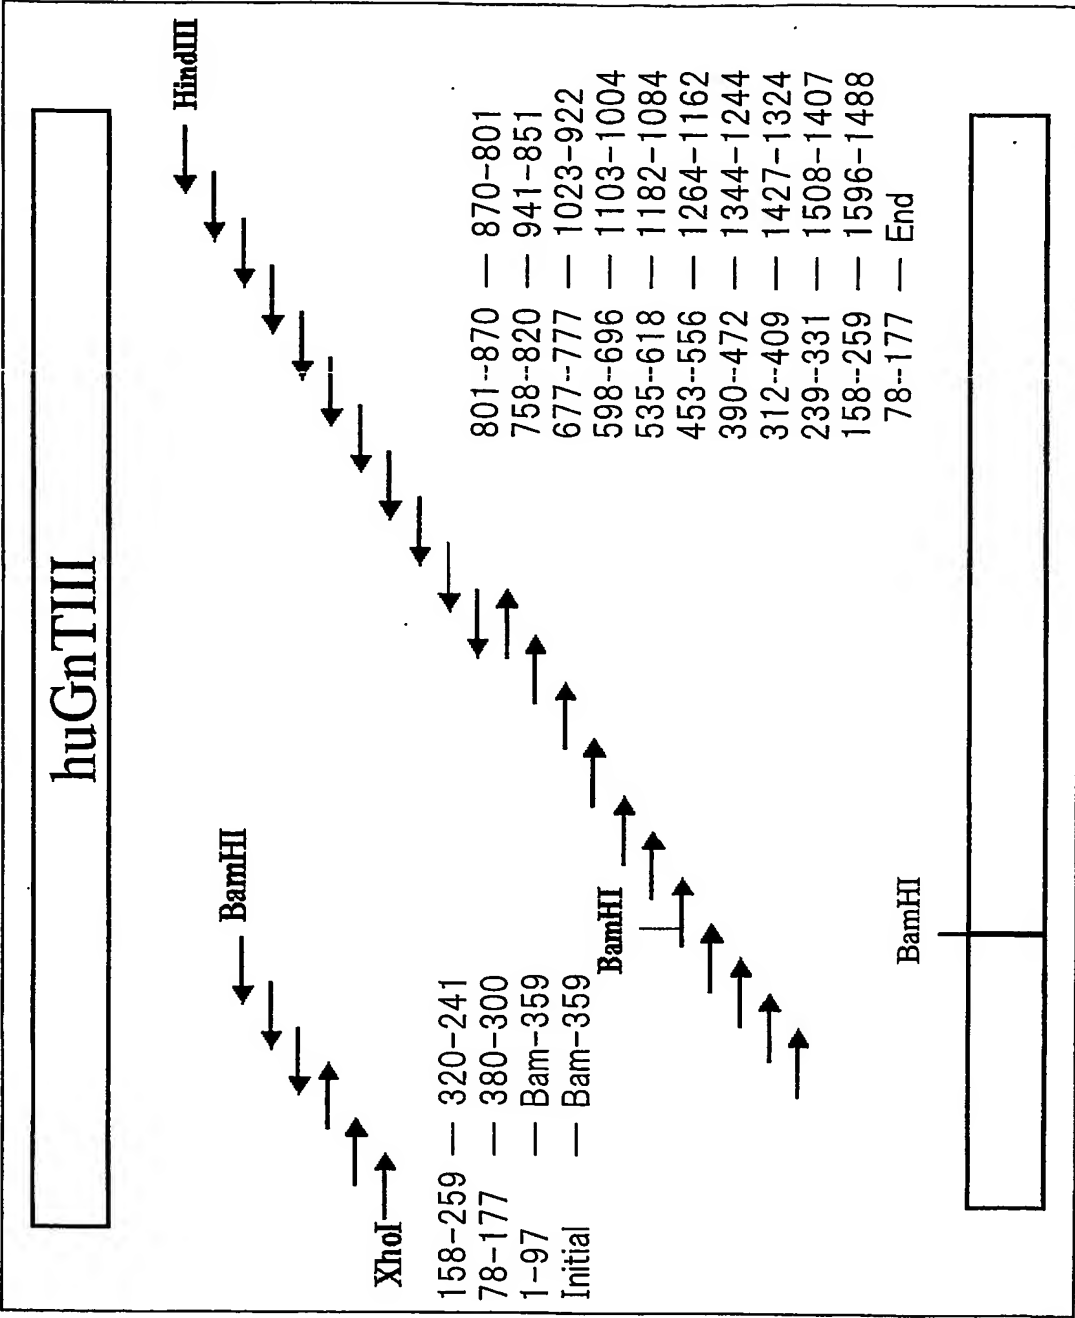 huGnTIII
HindIII
BamHI
XhoI
158-259 — 320-241
78-177 — 380-300
1-97 — Bam-359
Initial — Bam-359
BamHI
801--870 — 870-801
758--820 — 941-851
677--777 — 1023-922
598--696 — 1103-1004
535--618 — 1182-1084
453--556 — 1264-1162
390--472 — 1344-1244
312--409 — 1427-1324
239--331 — 1508-1407
158--259 — 1596-1488
78--177 — End
BamHI